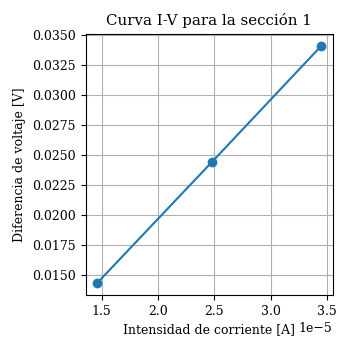 Curva I-V para la sección 1
Diferencia de voltaje [V]
0.0350
0.0325
0.0300
0.0275
0.0250
0.0225
0.0200
0.0175
0.0150
1.5 2.0 2.5 3.0 3.5
Intensidad de corriente [A] 1e−5